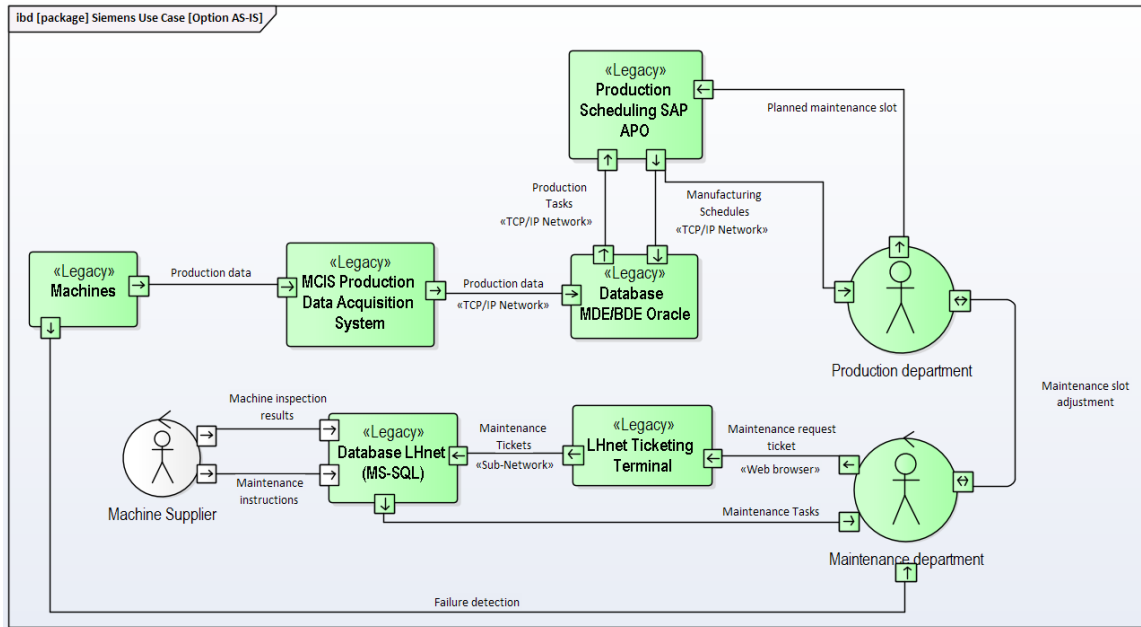 ibd [package] Siemens Use Case [Option AS-IS]
«Legacy»
Production
Scheduling SAP
APO
Planned maintenance slot
Production
Tasks
«TCP/IP Network»
Manufacturing
Schedules
«TCP/IP Network»
«Legacy»
Machines
Production data
«Legacy»
MCIS Production
Data Acquisition
System
Production data
«TCP/IP Network»
«Legacy»
Database
MDE/BDE Oracle
Production department
Maintenance slot
adjustment
Machine Supplier
Machine inspection
results
Maintenance
instructions
«Legacy»
Database LHnet
(MS-SQL)
Maintenance
Tickets
«Sub-Network»
«Legacy»
LHnet Ticketing
Terminal
Maintenance request
ticket
«Web browser»
Maintenance Tasks
Maintenance department
Failure detection